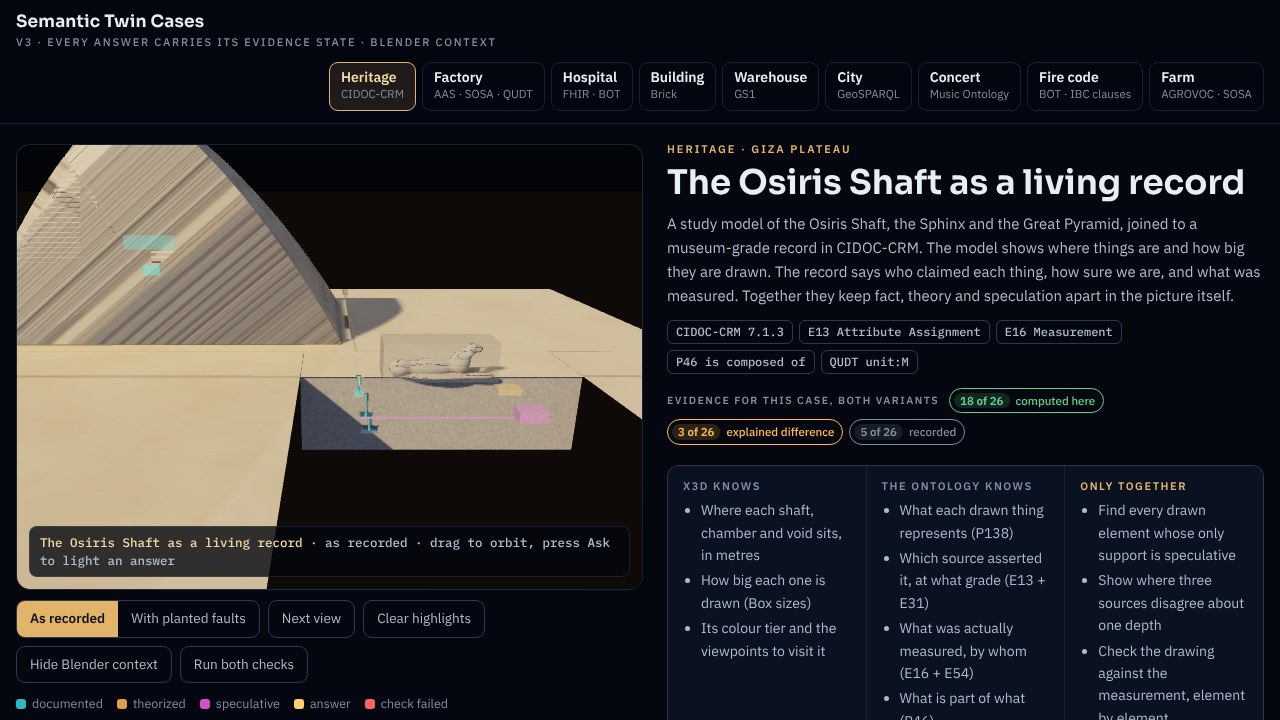 Semantic Twin Cases
V3 · EVERY ANSWER CARRIES ITS EVIDENCE STATE · BLENDER CONTEXT
Heritage
CIDOC-CRM
Factory
AAS · SOSA · QUDT
Hospital
FHIR · BOT
Building
Brick
Warehouse
GS1
City
GeoSPARQL
Concert
Music Ontology
Fire code
BOT · IBC clauses
Farm
AGROVOC · SOSA
The Osiris Shaft as a living record · as recorded · drag to orbit, press Ask
to light an answer
As recorded
With planted faults
Next view
Clear highlights
Hide Blender context
Run both checks
documented
theorized
speculative
answer
check failed
HERITAGE · GIZA PLATEAU
The Osiris Shaft as a living record
A study model of the Osiris Shaft, the Sphinx and the Great Pyramid, joined to a
museum-grade record in CIDOC-CRM. The model shows where things are and how big
they are drawn. The record says who claimed each thing, how sure we are, and what was
measured. Together they keep fact, theory and speculation apart in the picture itself.
CIDOC-CRM 7.1.3
E13 Attribute Assignment
E16 Measurement
P46 is composed of
QUDT unit:M
EVIDENCE FOR THIS CASE, BOTH VARIANTS
18 of 26 computed here
3 of 26 explained difference
5 of 26 recorded
X3D KNOWS
Where each shaft,
chamber and void sits,
in metres
How big each one is
drawn (Box sizes)
Its colour tier and the
viewpoints to visit it
THE ONTOLOGY KNOWS
What each drawn thing
represents (P138)
Which source asserted
it, at what grade (E13 +
E31)
What was actually
measured, by whom
(E16 + E54)
What is part of what
(P46)
ONLY TOGETHER
Find every drawn
element whose only
support is speculative
Show where three
sources disagree about
one depth
Check the drawing
against the
measurement, element
by element